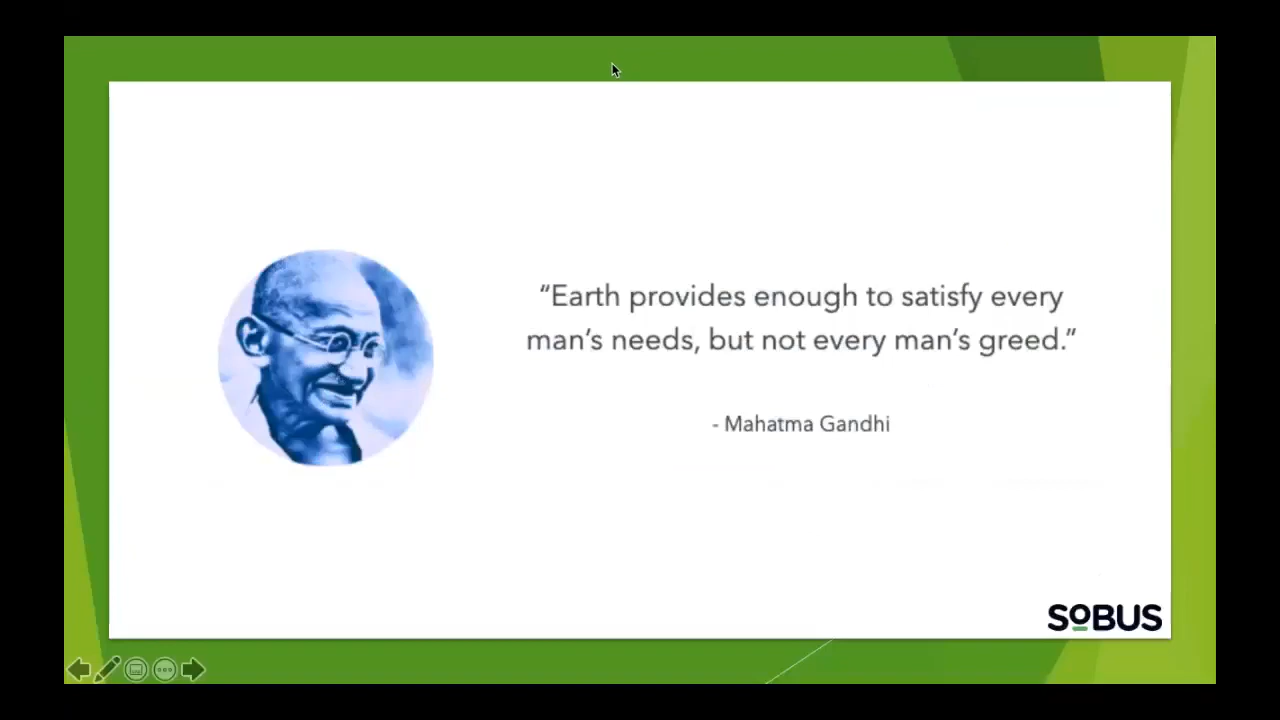 “Earth provides enough to satisfy every
man’s needs, but not every man’s greed.”
- Mahatma Gandhi
SOBUS